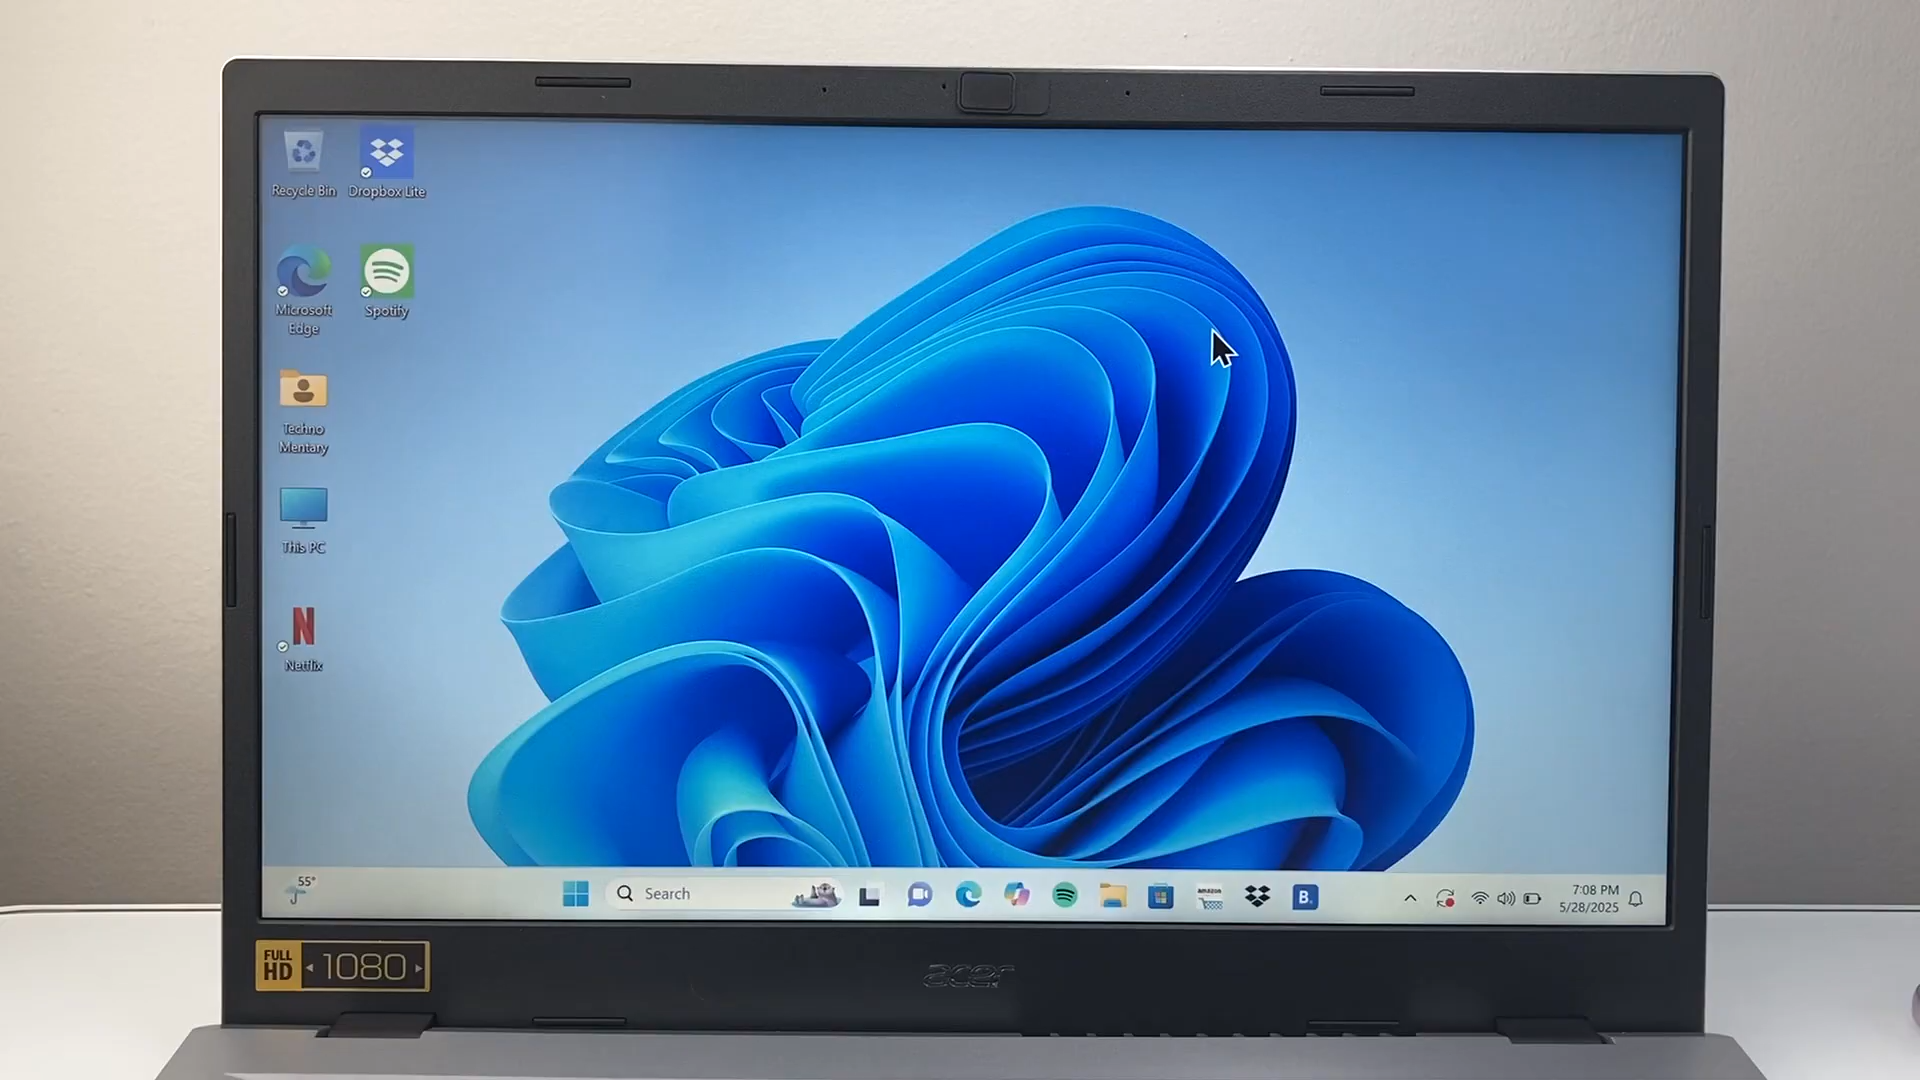 Recycle Bin
Dropbox Lite
Microsoft
Edge
Spotify
Techno
Mentary
This PC
N
Netflix
55°
Search
amazon
B.
7:08 PM
5/28/2025
FULL
HD
1080
acer